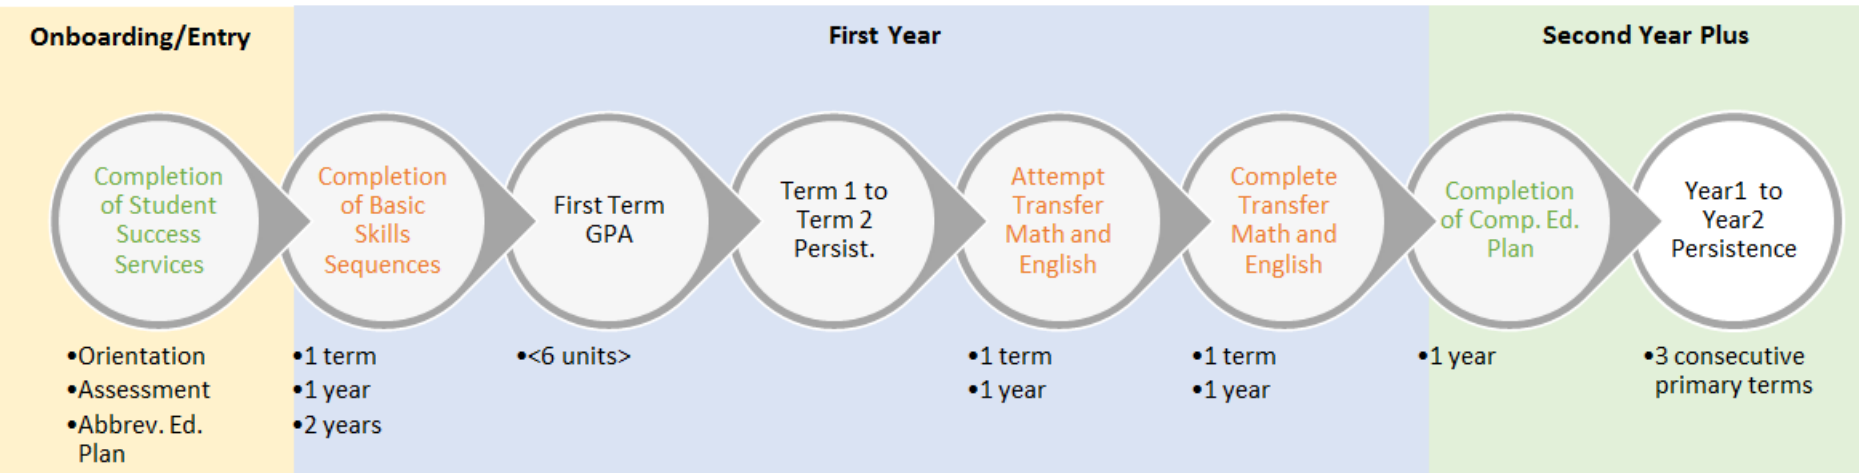 Onboarding/Entry
First Year
Second Year Plus
Completion
of Student
Success
Services
Completion
of Basic
Skills
Sequences
First Term
GPA
Term 1 to
Term 2
Persist.
Attempt
Transfer
Math and
English
Complete
Transfer
Math and
English
Completion
of Comp. Ed.
Plan
Year1 to
Year2
Persistence
•Orientation
•Assessment
•Abbrev. Ed.
Plan
•1 term
•1 year
•2 years
•<6 units>
•1 term
•1 year
•1 term
•1 year
•1 year
•3 consecutive
primary terms